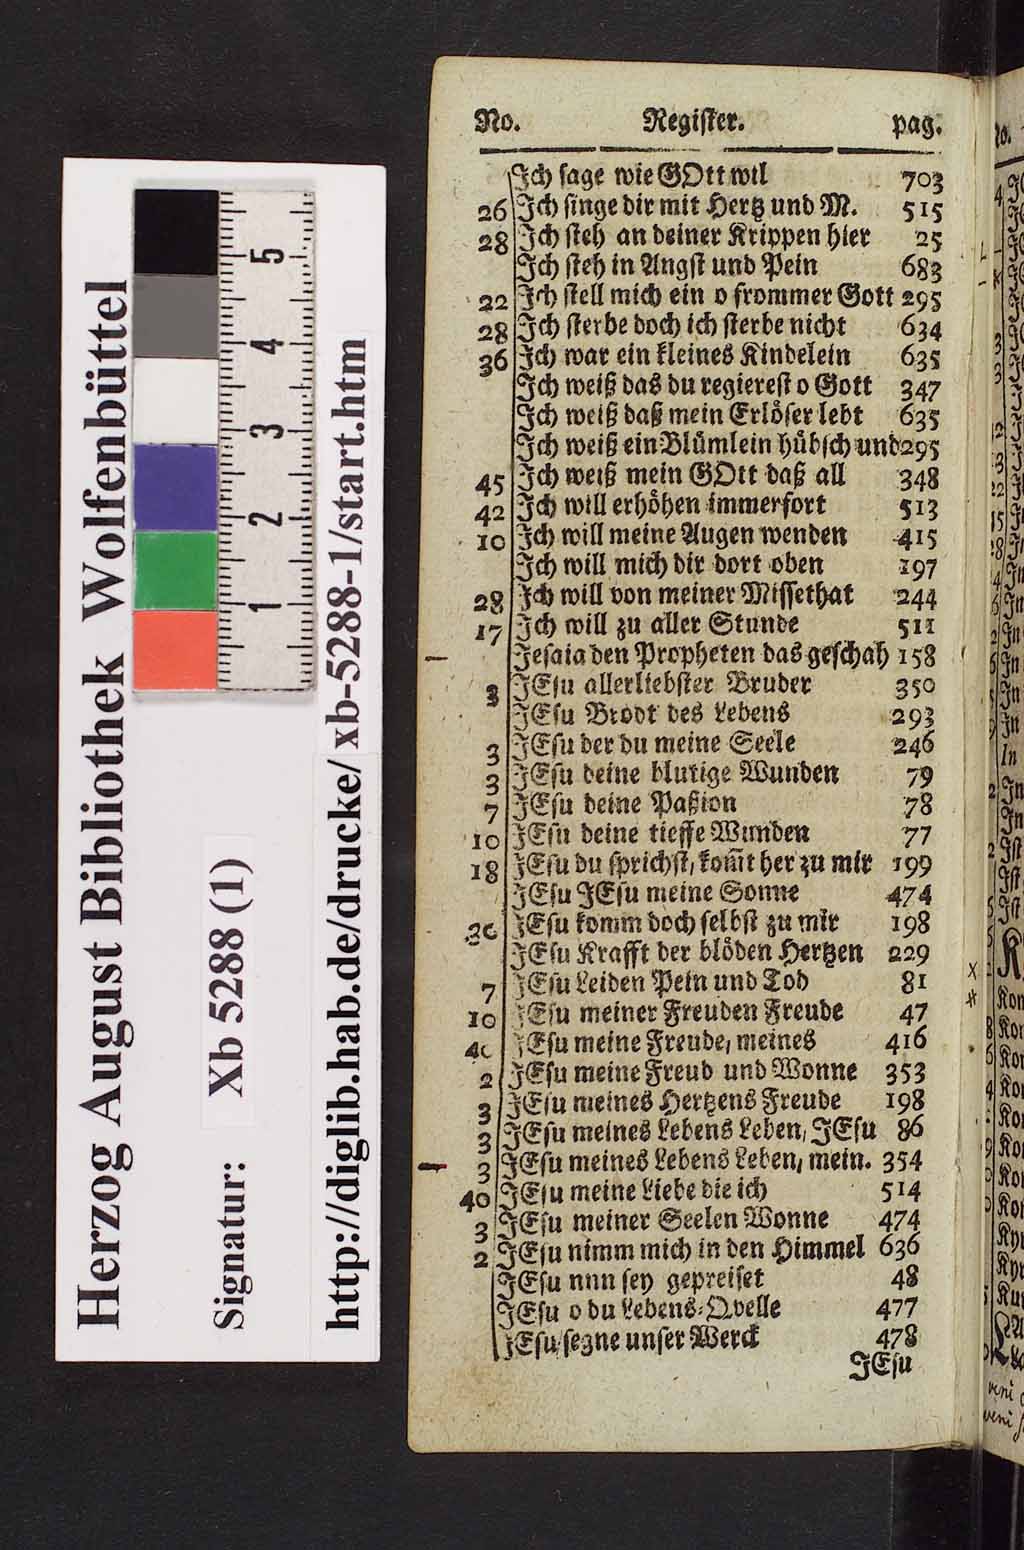 Herzog August Bibliothek Wolfenbüttel
Signatur: Xb 5288 (1)
http://diglib.hab.de/drucke/ xb-5288-1/start.htm
5
4
3
2
1
No. Register. pag.
Ich sage wie GOtt wil 703
26 Ich singe dir mit Hertz und M. 515
28 Ich steh an deiner Krippen hier 25
Ich steh in Angst und Pein 683
22 Ich stell mich ein o frommer Gott 295
28 Ich sterbe doch ich sterbe nicht 634
36 Ich war ein kleines Kindelein 635
Ich weiß das du regierest o Gott 347
Ich weiß daß mein Erlöser lebt 635
Ich weiß ein Blümlein hübsch und 295
45 Ich weiß mein GOtt daß all 348
42 Ich will erhöhen immerfort 513
10 Ich will meine Augen wenden 415
Ich will mich dir dort oben 197
28 Ich will von meiner Missethat 244
17 Ich will zu aller Stunde 511
Jesaia den Propheten das geschah 158
3 JEsu allerliebster Bruder 350
JEsu Brodt des Lebens 293
3 JEsu der du meine Seele 246
3 JEsu deine blutige Wunden 79
7 JEsu deine Paßion 78
10 JEsu deine tieffe Wunden 77
18 JEsu du sprichst, kom̃t her zu mir 199
JEsu JEsu meine Sonne 474
30 JEsu komm doch selbst zu mir 198
JEsu Krafft der blöden Hertzen 229
7 JEsu Leiden Pein und Tod 81
10 JEsu meiner Freuden Freude 47
40 JEsu meine Freude, meines 416
2 JEsu meine Freud und Wonne 353
3 JEsu meines Hertzens Freude 198
3 JEsu meines Lebens Leben, JEsu 86
3 JEsu meines Lebens Leben, mein. 354
40 JEsu meine Liebe die ich 514
3 JEsu meiner Seelen Wonne 474
2 JEsu nimm mich in den Himmel 636
JEsu nun sey gepreiset 48
JEsu o du Lebens-Qvelle 477
JEsu segne unser Werck 478
JEsu